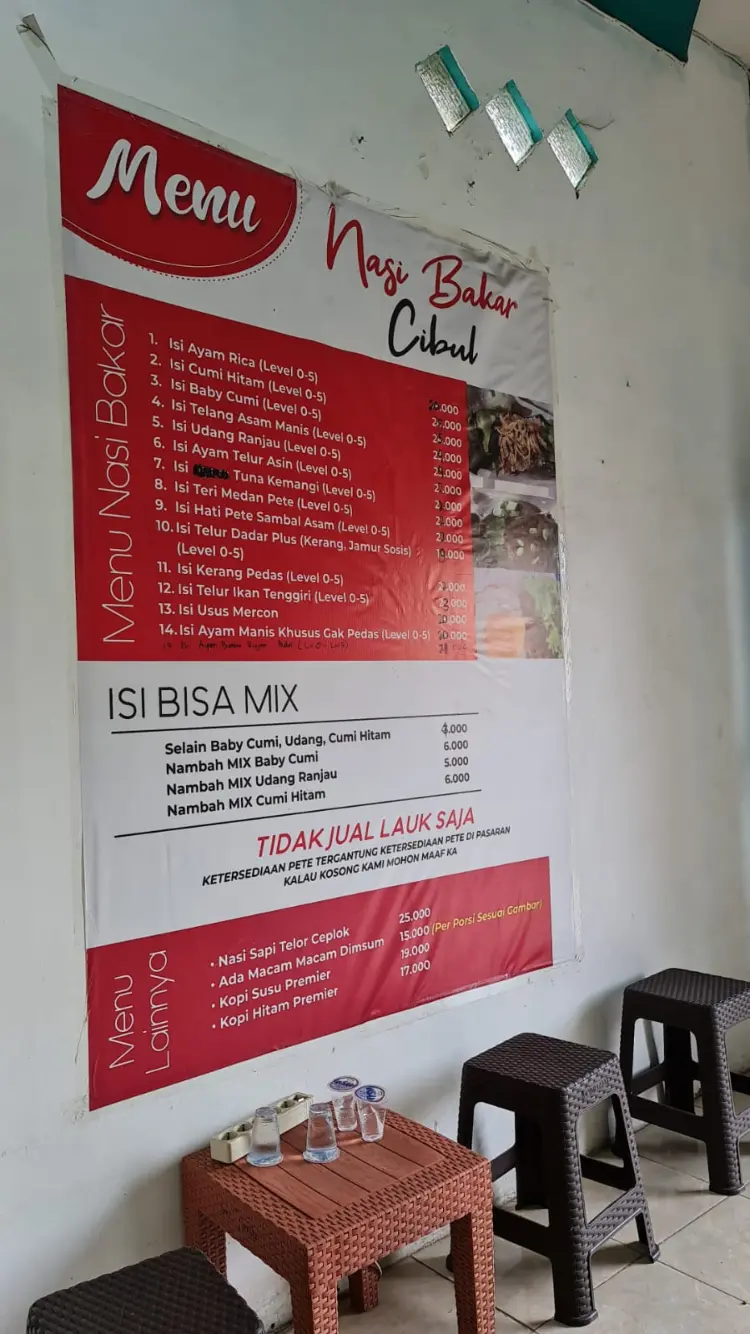 Menu
Nasi Bakar
Cibul
Menu Nasi Bakar
1. Isi Ayam Rica (Level 0-5)
2. Isi Cumi Hitam (Level 0-5)
3. Isi Baby Cumi (Level 0-5)
4. Isi Telang Asam Manis (Level 0-5)
5. Isi Udang Ranjau (Level 0-5)
6. Isi Ayam Telur Asin (Level 0-5)
7. Isi Tuna Kemangi (Level 0-5)
8. Isi Teri Medan Pete (Level 0-5)
9. Isi Hati Pete Sambal Asam (Level 0-5)
10. Isi Telur Dadar Plus (Kerang, Jamur Sosis)
(Level 0-5)
11. Isi Kerang Pedas (Level 0-5)
12. Isi Telur Ikan Tenggiri (Level 0-5)
13. Isi Usus Mercon
14. Isi Ayam Manis Khusus Gak Pedas (Level 0-5)
ISI BISA MIX
Selain Baby Cumi, Udang, Cumi Hitam
Nambah MIX Baby Cumi 6.000
Nambah MIX Udang Ranjau 5.000
Nambah MIX Cumi Hitam 6.000
TIDAK JUAL LAUK SAJA
KETERSEDIAAN PETE TERGANTUNG KETERSEDIAAN PETE DI PASARAN
KALAU KOSONG KAMI MOHON MAAF KA
Menu
Lainnya
• Nasi Sapi Telor Ceplok 25.000
• Ada Macam Macam Dimsum 15.000 (Per Porsi Sesuai Gambar)
• Kopi Susu Premier 19.000
• Kopi Hitam Premier 17.000